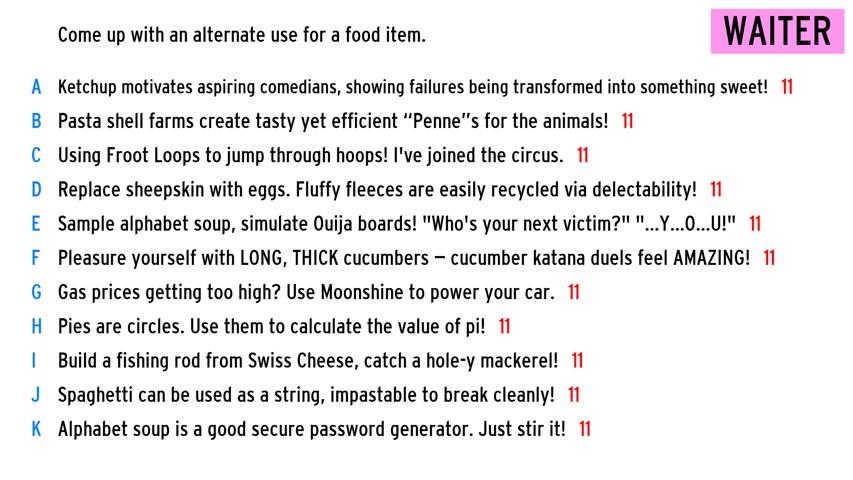 Come up with an alternate use for a food item.
WAITER
A Ketchup motivates aspiring comedians, showing failures being transformed into something sweet! 11
B Pasta shell farms create tasty yet efficient “Penne”s for the animals! 11
C Using Froot Loops to jump through hoops! I've joined the circus. 11
D Replace sheepskin with eggs. Fluffy fleeces are easily recycled via delectability! 11
E Sample alphabet soup, simulate Ouija boards! "Who's your next victim?" "...Y...O...U!" 11
F Pleasure yourself with LONG, THICK cucumbers – cucumber katana duels feel AMAZING! 11
G Gas prices getting too high? Use Moonshine to power your car. 11
H Pies are circles. Use them to calculate the value of pi! 11
I Build a fishing rod from Swiss Cheese, catch a hole-y mackerel! 11
J Spaghetti can be used as a string, impastable to break cleanly! 11
K Alphabet soup is a good secure password generator. Just stir it! 11